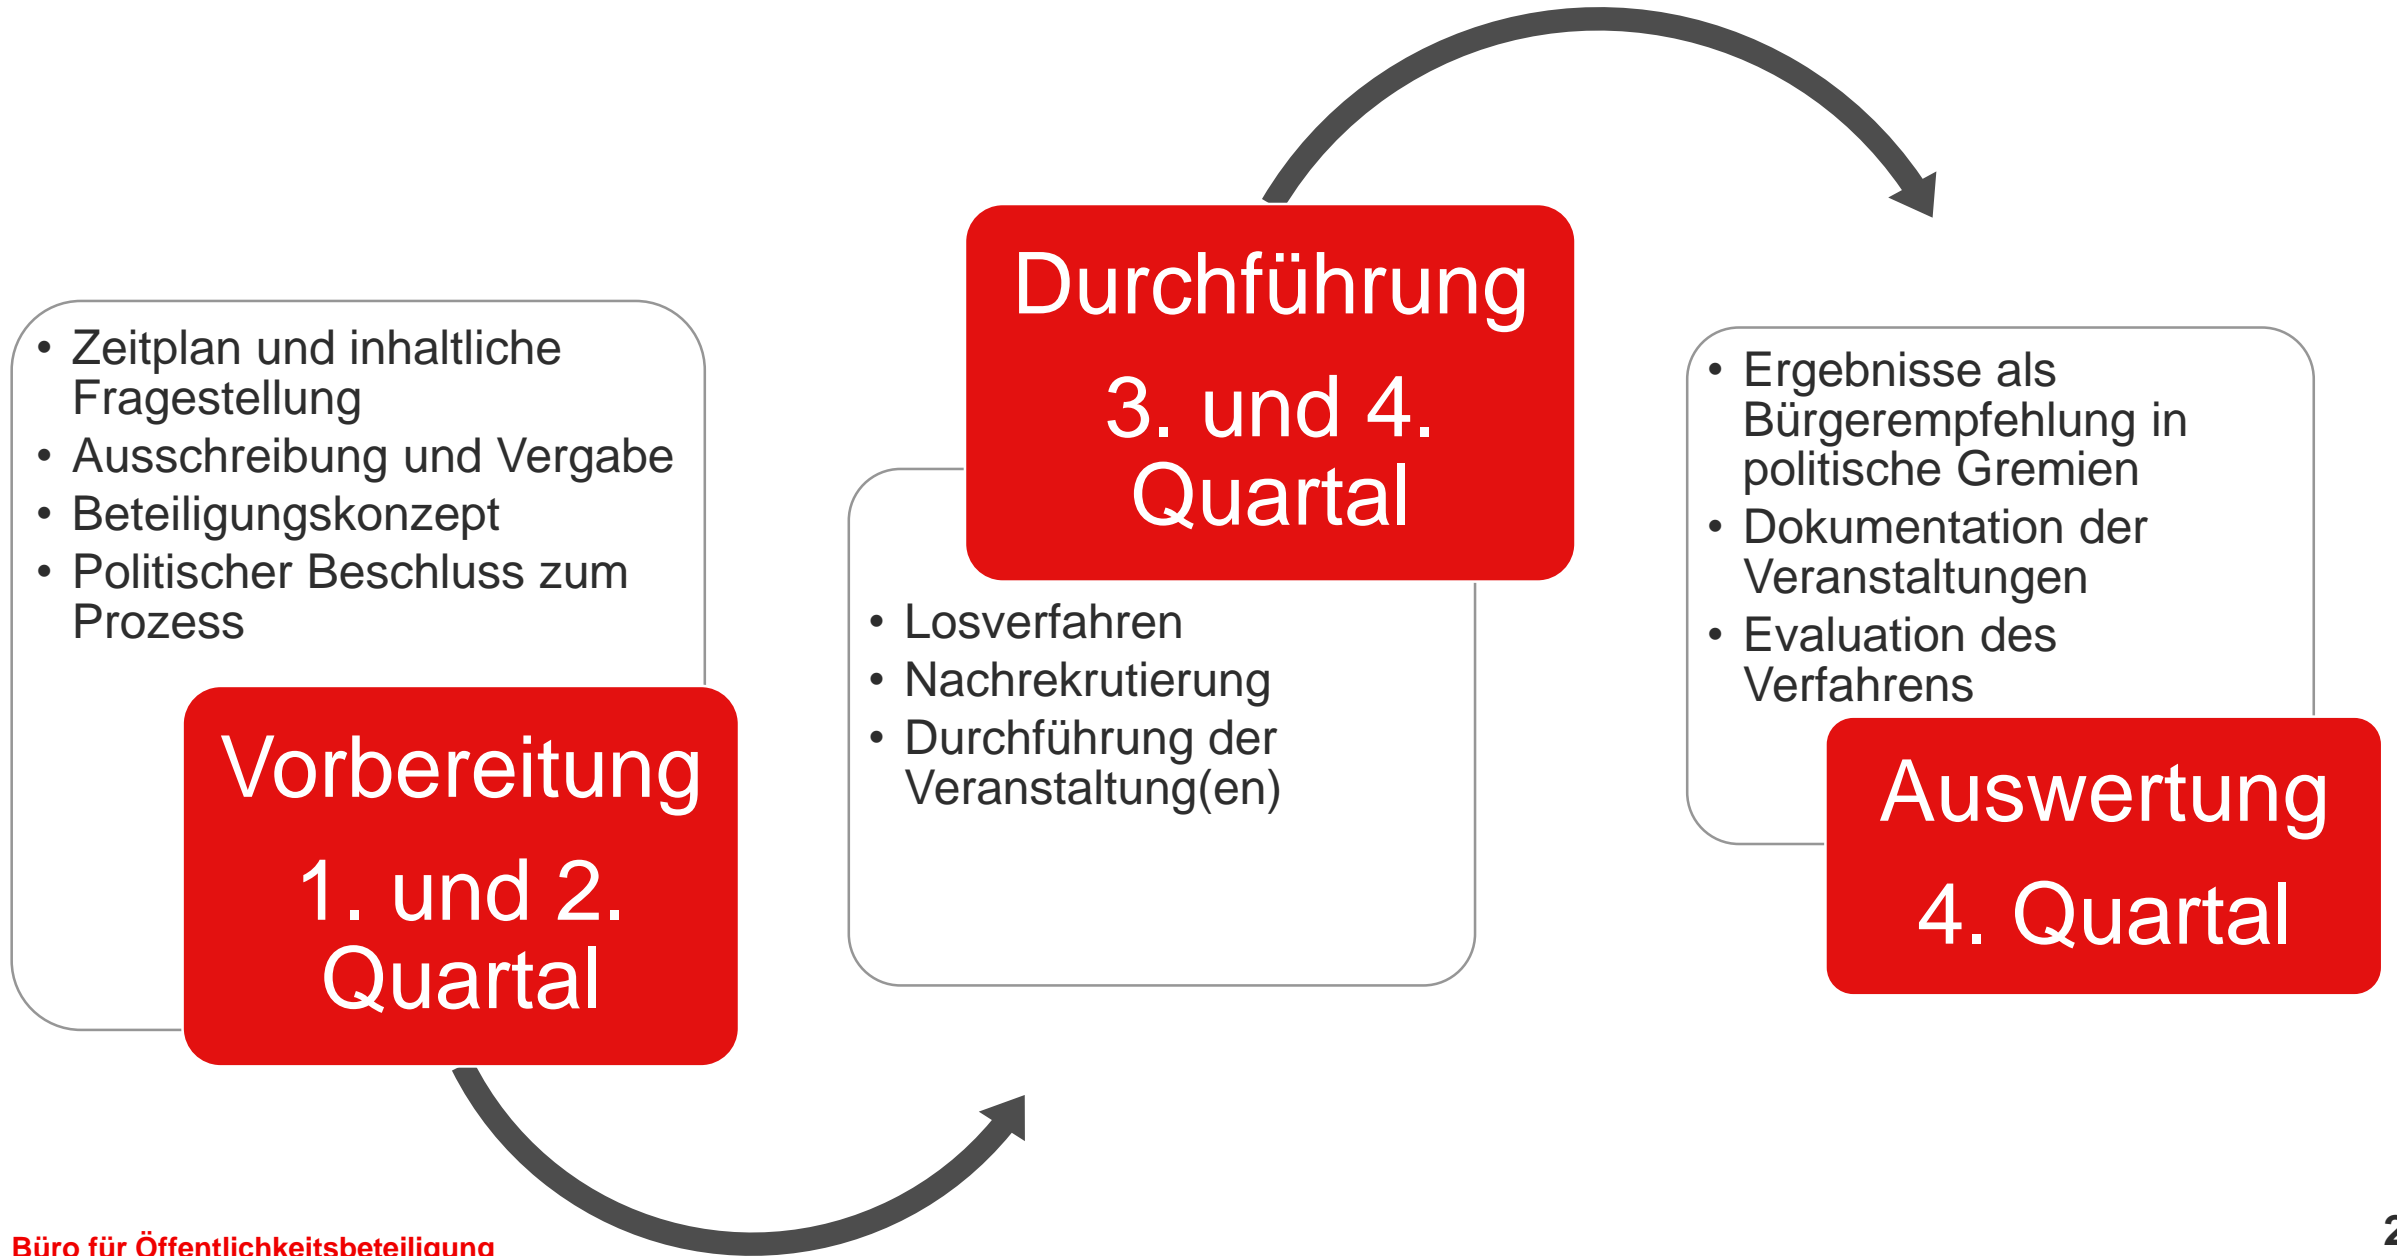 • Zeitplan und inhaltliche
Fragestellung
• Ausschreibung und Vergabe
• Beteiligungskonzept
• Politischer Beschluss zum
Prozess
Vorbereitung
1. und 2.
Quartal
Durchführung
3. und 4.
Quartal
• Losverfahren
• Nachrekrutierung
• Durchführung der
Veranstaltung(en)
• Ergebnisse als
Bürgerempfehlung in
politische Gremien
• Dokumentation der
Veranstaltungen
• Evaluation des
Verfahrens
Auswertung
4. Quartal
Büro für Öffentlichkeitsbeteiligung